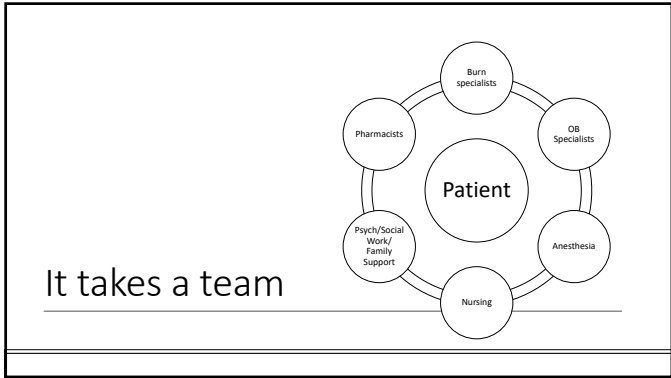 Burn
specialists
OB
Specialists
Anesthesia
Nursing
Psych/Social
Work/
Family
Support
Pharmacists
Patient
It takes a team